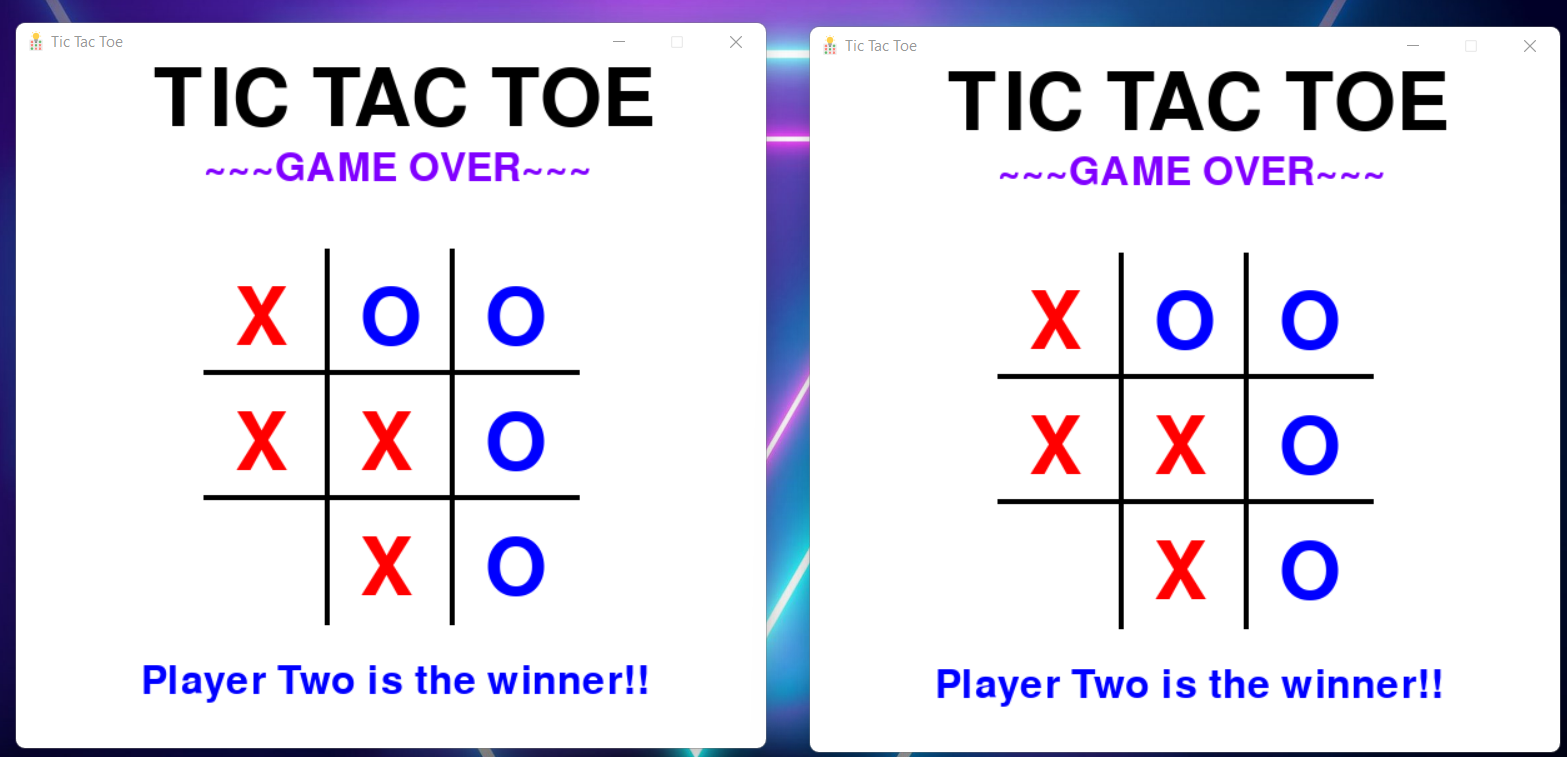 Tic Tac Toe
TIC TAC TOE
~~~GAME OVER~~~
X O O
X X O
X O
Player Two is the winner!!
Tic Tac Toe
TIC TAC TOE
~~~GAME OVER~~~
X O O
X X O
X O
Player Two is the winner!!